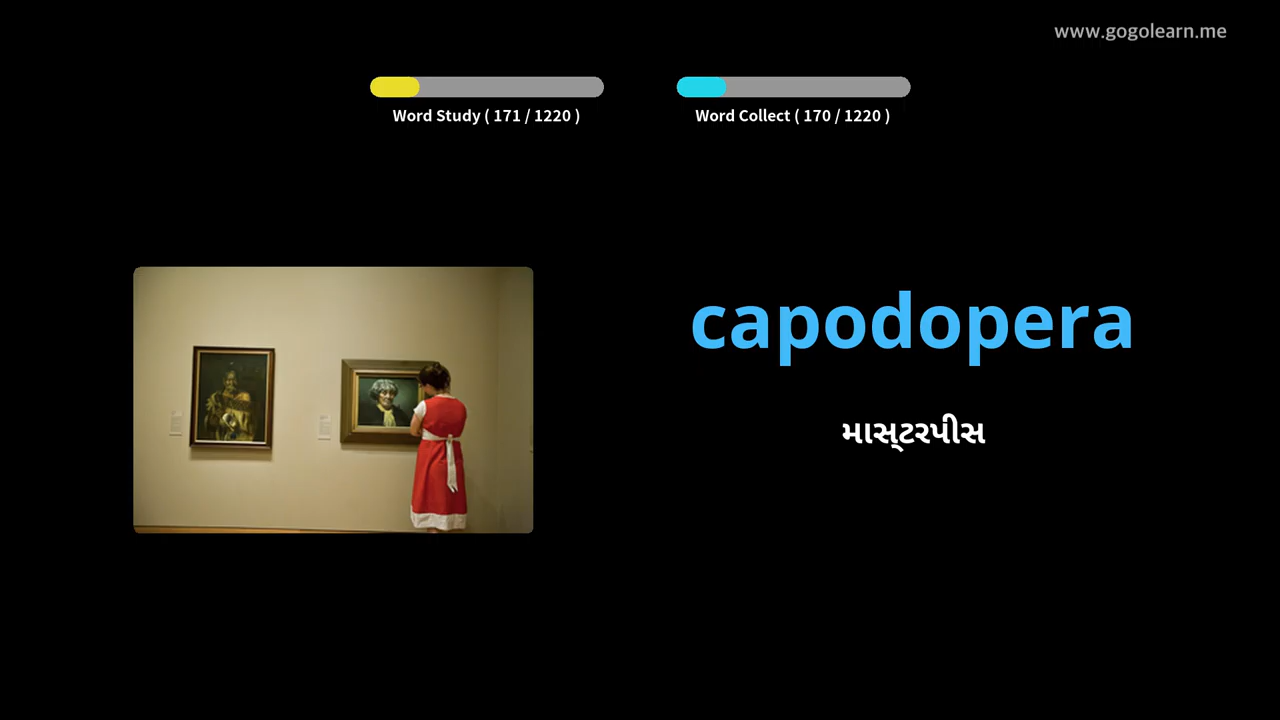 www.gogolearn.me
Word Study ( 171 / 1220 )
Word Collect ( 170 / 1220 )
capodopera
માસ્ટરપીસ